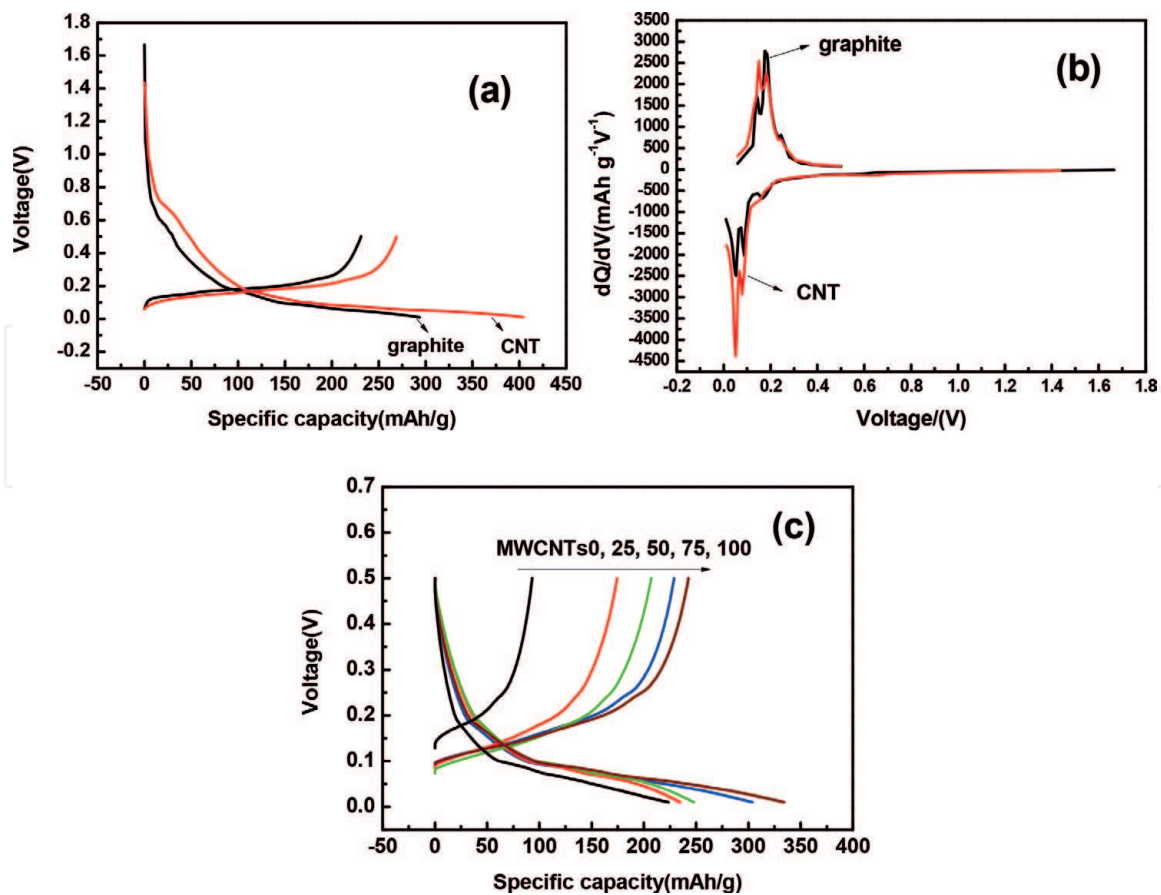 (a)
Voltage(V)
1.8
1.6
1.4
1.2
1.0
0.8
0.6
0.4
0.2
0.0
-0.2
graphite
CNT
-50 0 50 100 150 200 250 300 350 400 450
Specific capacity(mAh/g)
(b)
dQ/dV(mAh g⁻¹V⁻¹)
3500
3000
2500
2000
1500
1000
500
0
-500
-1000
-1500
-2000
-2500
-3000
-3500
-4000
-4500
graphite
CNT
-0.2 0.0 0.2 0.4 0.6 0.8 1.0 1.2 1.4 1.6 1.8
Voltage/(V)
(c)
MWCNTs0, 25, 50, 75, 100
Voltage(V)
0.7
0.6
0.5
0.4
0.3
0.2
0.1
0.0
-50 0 50 100 150 200 250 300 350 400
Specific capacity(mAh/g)